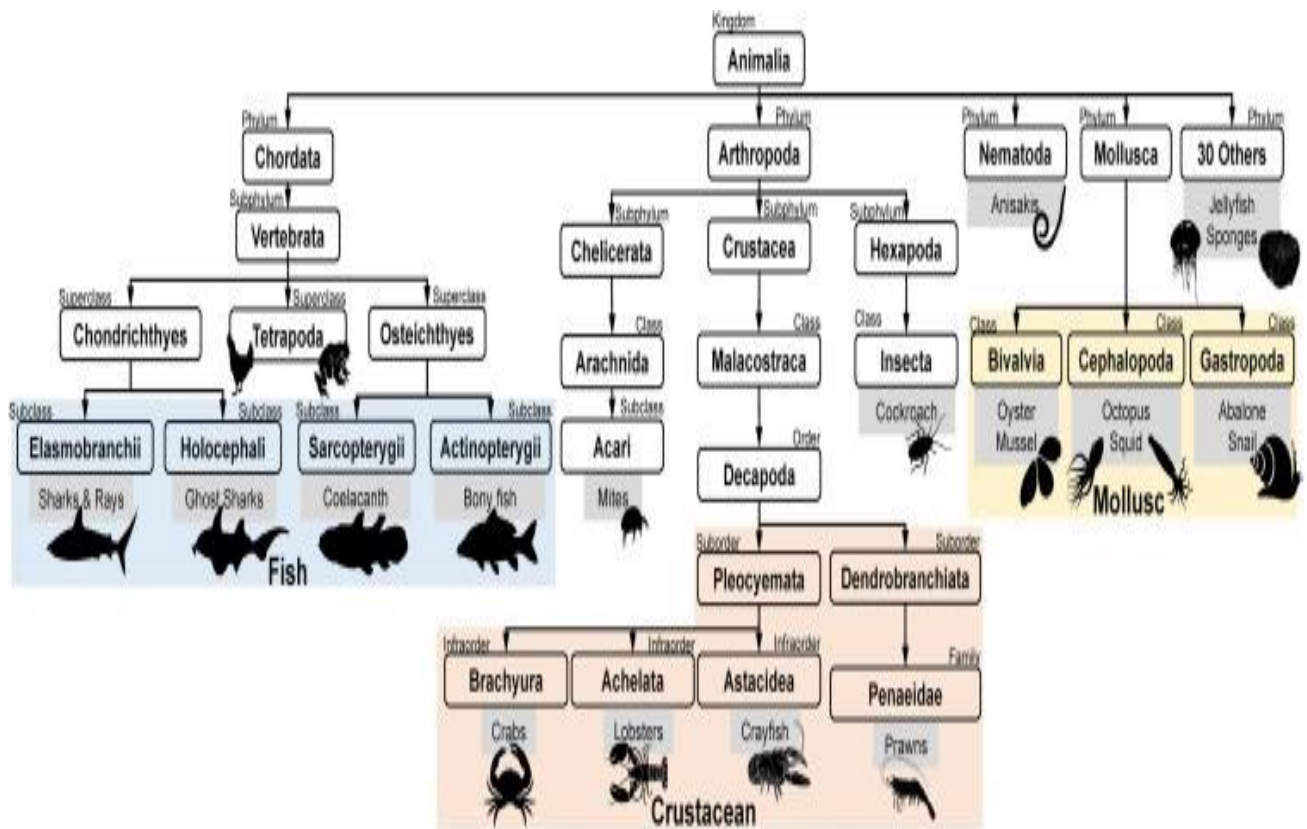 Kingdom
Animalia
Phylum
Chordata
Phylum
Arthropoda
Phylum
Nematoda
Anisakis
Phylum
Mollusca
Phylum
30 Others
Jellyfish
Sponges
Subphylum
Vertebrata
Subphylum
Chelicerata
Subphylum
Crustacea
Subphylum
Hexapoda
Superclass
Chondrichthyes
Superclass
Tetrapoda
Superclass
Osteichthyes
Class
Arachnida
Class
Malacostraca
Class
Insecta
Cockroach
Class
Bivalvia
Oyster
Mussel
Class
Cephalopoda
Octopus
Squid
Class
Gastropoda
Abalone
Snail
Mollusc
Subclass
Elasmobranchii
Sharks & Rays
Subclass
Holocephali
Ghost Sharks
Subclass
Sarcopterygii
Coelacanth
Subclass
Actinopterygii
Bony fish
Fish
Subclass
Acari
Mites
Order
Decapoda
Suborder
Pleocyemata
Suborder
Dendrobranchiata
Infraorder
Brachyura
Crabs
Infraorder
Achelata
Lobsters
Infraorder
Astacidea
Crayfish
Family
Penaeidae
Prawns
Crustacean